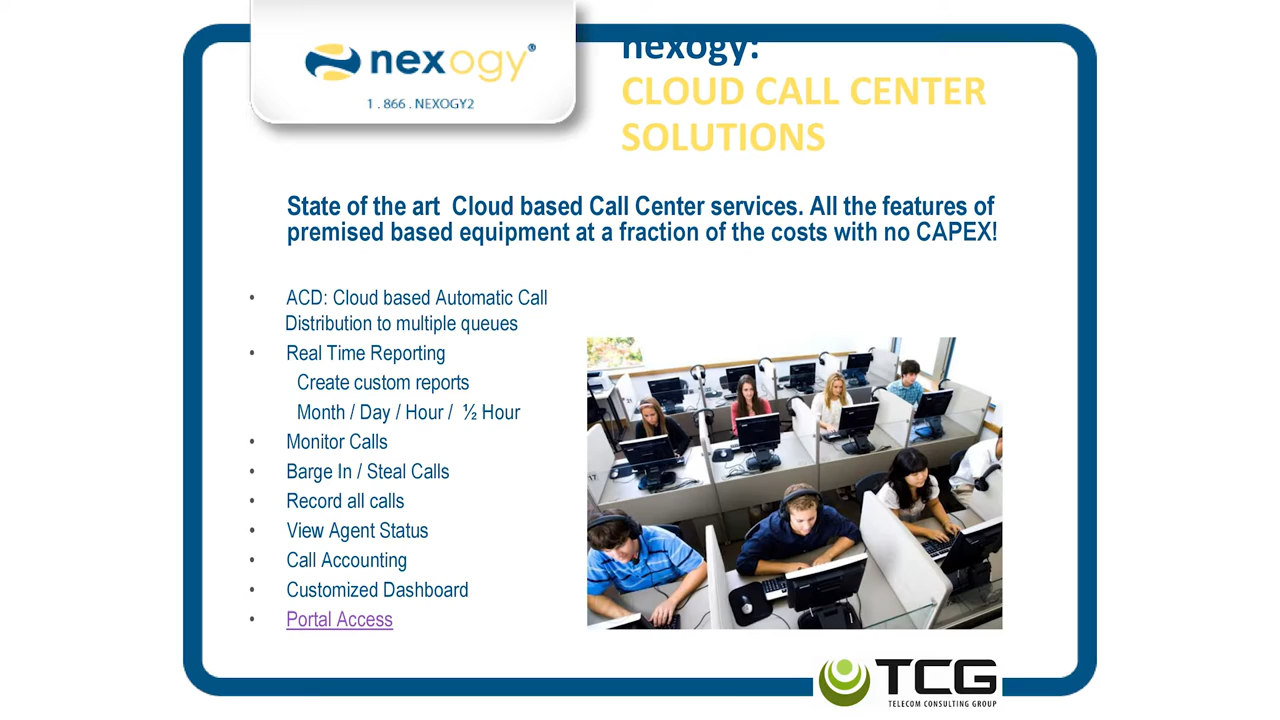 nexogy®
1 . 866 . NEXOGY2
nexogy:
CLOUD CALL CENTER
SOLUTIONS
State of the art Cloud based Call Center services. All the features of
premised based equipment at a fraction of the costs with no CAPEX!
• ACD: Cloud based Automatic Call
Distribution to multiple queues
• Real Time Reporting
Create custom reports
Month / Day / Hour / ½ Hour
• Monitor Calls
• Barge In / Steal Calls
• Record all calls
• View Agent Status
• Call Accounting
• Customized Dashboard
• Portal Access
17
TCG
TELECOM CONSULTING GROUP